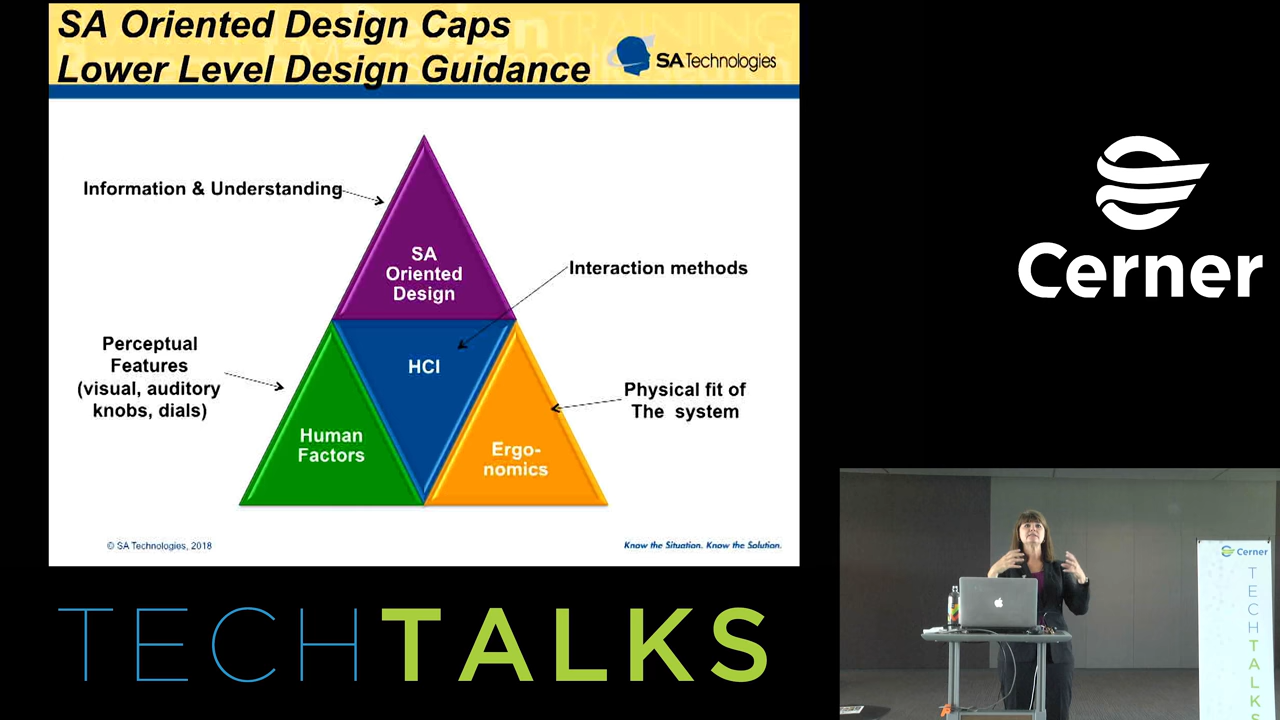 SA Oriented Design Caps
Lower Level Design Guidance
SA Technologies
Information & Understanding
SA
Oriented
Design
Interaction methods
Perceptual
Features
(visual, auditory
knobs, dials)
HCI
Physical fit of
The system
Human
Factors
Ergo-
nomics
© SA Technologies, 2018
Know the Situation. Know the Solution.
TECHTALKS
Cerner
Cerner
TECHTALKS